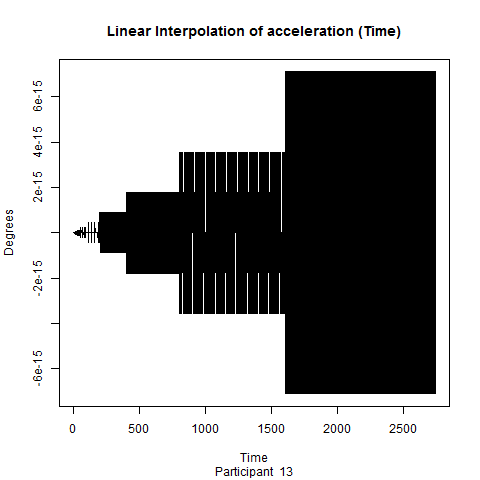 Linear Interpolation of acceleration (Time)
6e-15
4e-15
2e-15
-2e-15
-6e-15
Degrees
0 500 1000 1500 2000 2500
Time
Participant 13